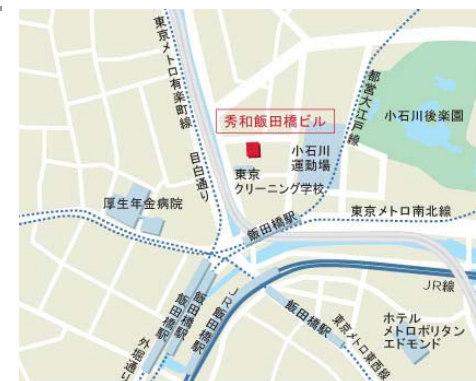 東京メトロ有楽町線
目白通り
秀和飯田橋ビル
都営大江戸線
小石川後楽園
小石川
運動場
東京
クリーニング学校
厚生年金病院
飯田橋駅
東京メトロ南北線
JR線
飯田橋駅
飯田橋駅
JR飯田橋駅
飯田橋駅
東京メトロ東西線
外堀通り
ホテル
メトロポリタン
エドモンド